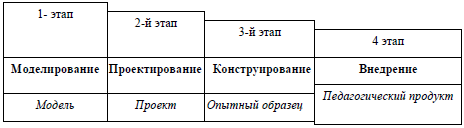 1- этап
2-й этап
3-й этап
4 этап
Моделирование Проектирование Конструирование Внедрение
Модель Проект Опытный образец Педагогический продукт